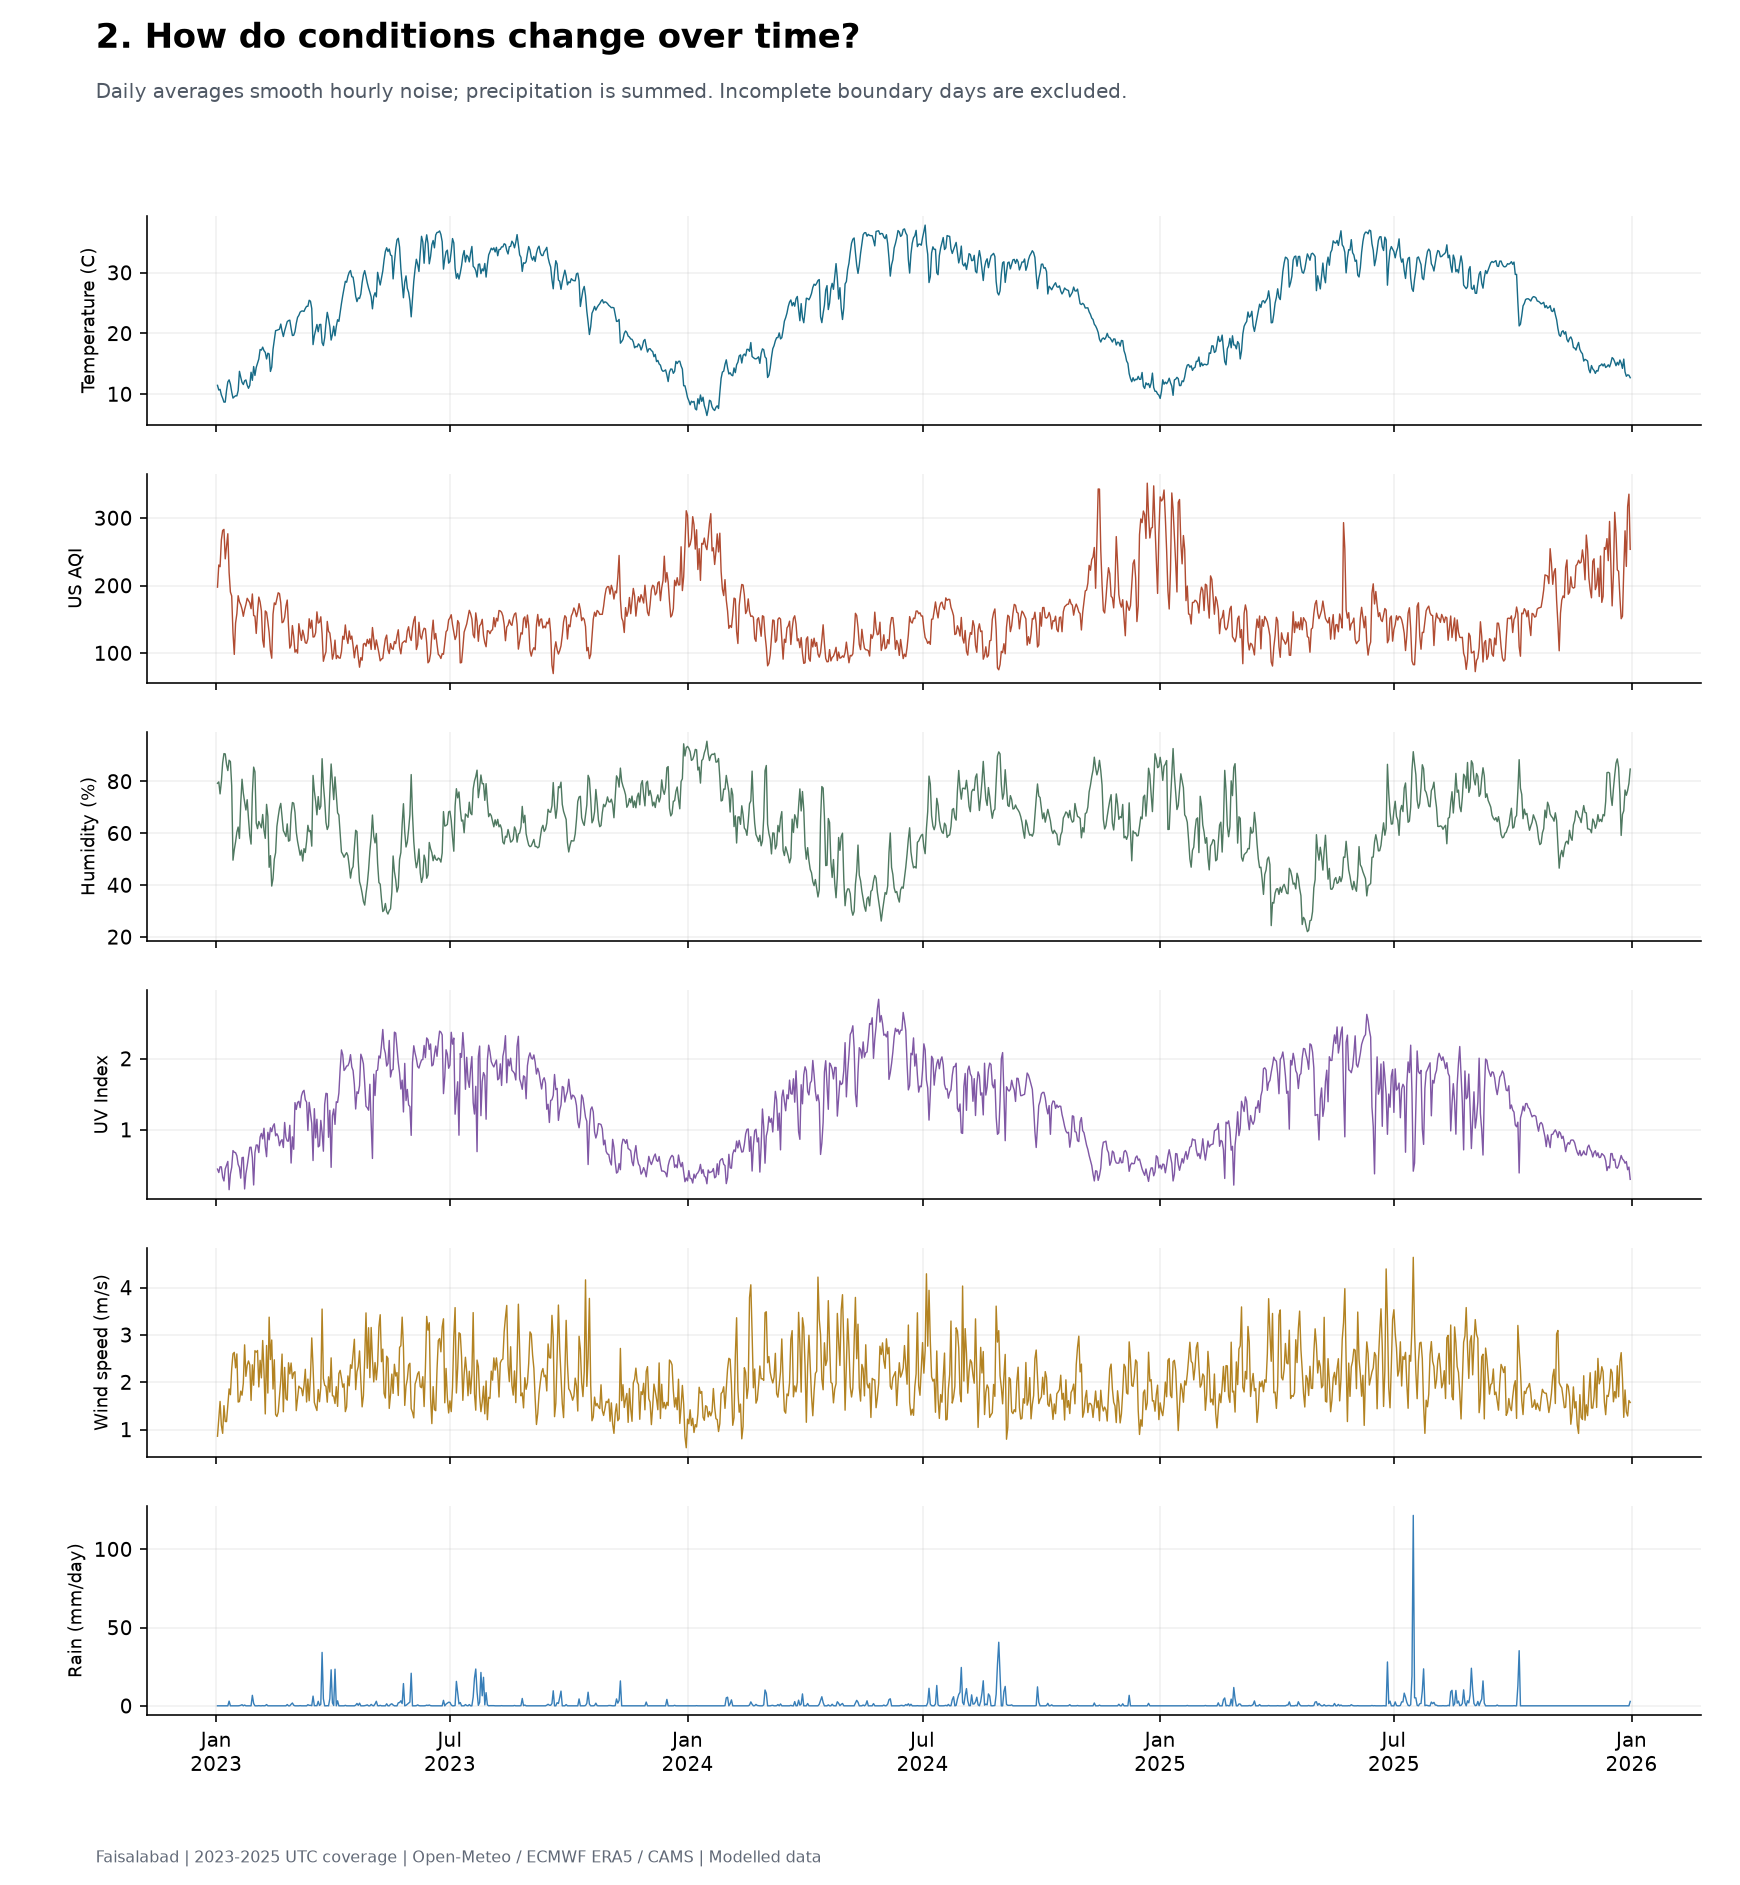 2. How do conditions change over time?
Daily averages smooth hourly noise; precipitation is summed. Incomplete boundary days are excluded.
Temperature (C)
30
20
10
US AQI
300
200
100
Humidity (%)
80
60
40
20
UV Index
2
1
Wind speed (m/s)
4
3
2
1
Rain (mm/day)
100
50
0
Jan Jul Jan Jul Jan Jul Jan
2023 2023 2024 2024 2025 2025 2026
Faisalabad | 2023-2025 UTC coverage | Open-Meteo / ECMWF ERA5 / CAMS | Modelled data